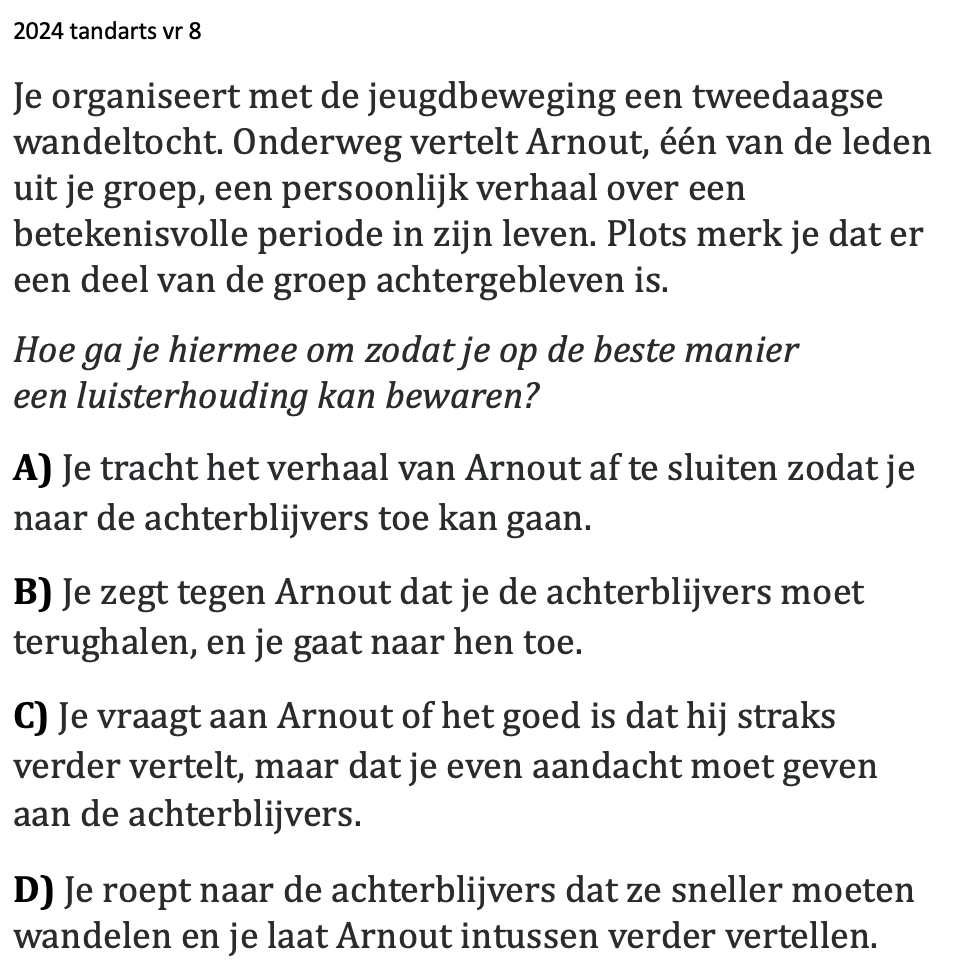 2024 tandarts vr 8
Je organiseert met de jeugdbeweging een tweedaagse
wandeltocht. Onderweg vertelt Arnout, één van de leden
uit je groep, een persoonlijk verhaal over een
betekenisvolle periode in zijn leven. Plots merk je dat er
een deel van de groep achtergebleven is.
Hoe ga je hiermee om zodat je op de beste manier
een luisterhouding kan bewaren?
A) Je tracht het verhaal van Arnout af te sluiten zodat je
naar de achterblijvers toe kan gaan.
B) Je zegt tegen Arnout dat je de achterblijvers moet
terughalen, en je gaat naar hen toe.
C) Je vraagt aan Arnout of het goed is dat hij straks
verder vertelt, maar dat je even aandacht moet geven
aan de achterblijvers.
D) Je roept naar de achterblijvers dat ze sneller moeten
wandelen en je laat Arnout intussen verder vertellen.